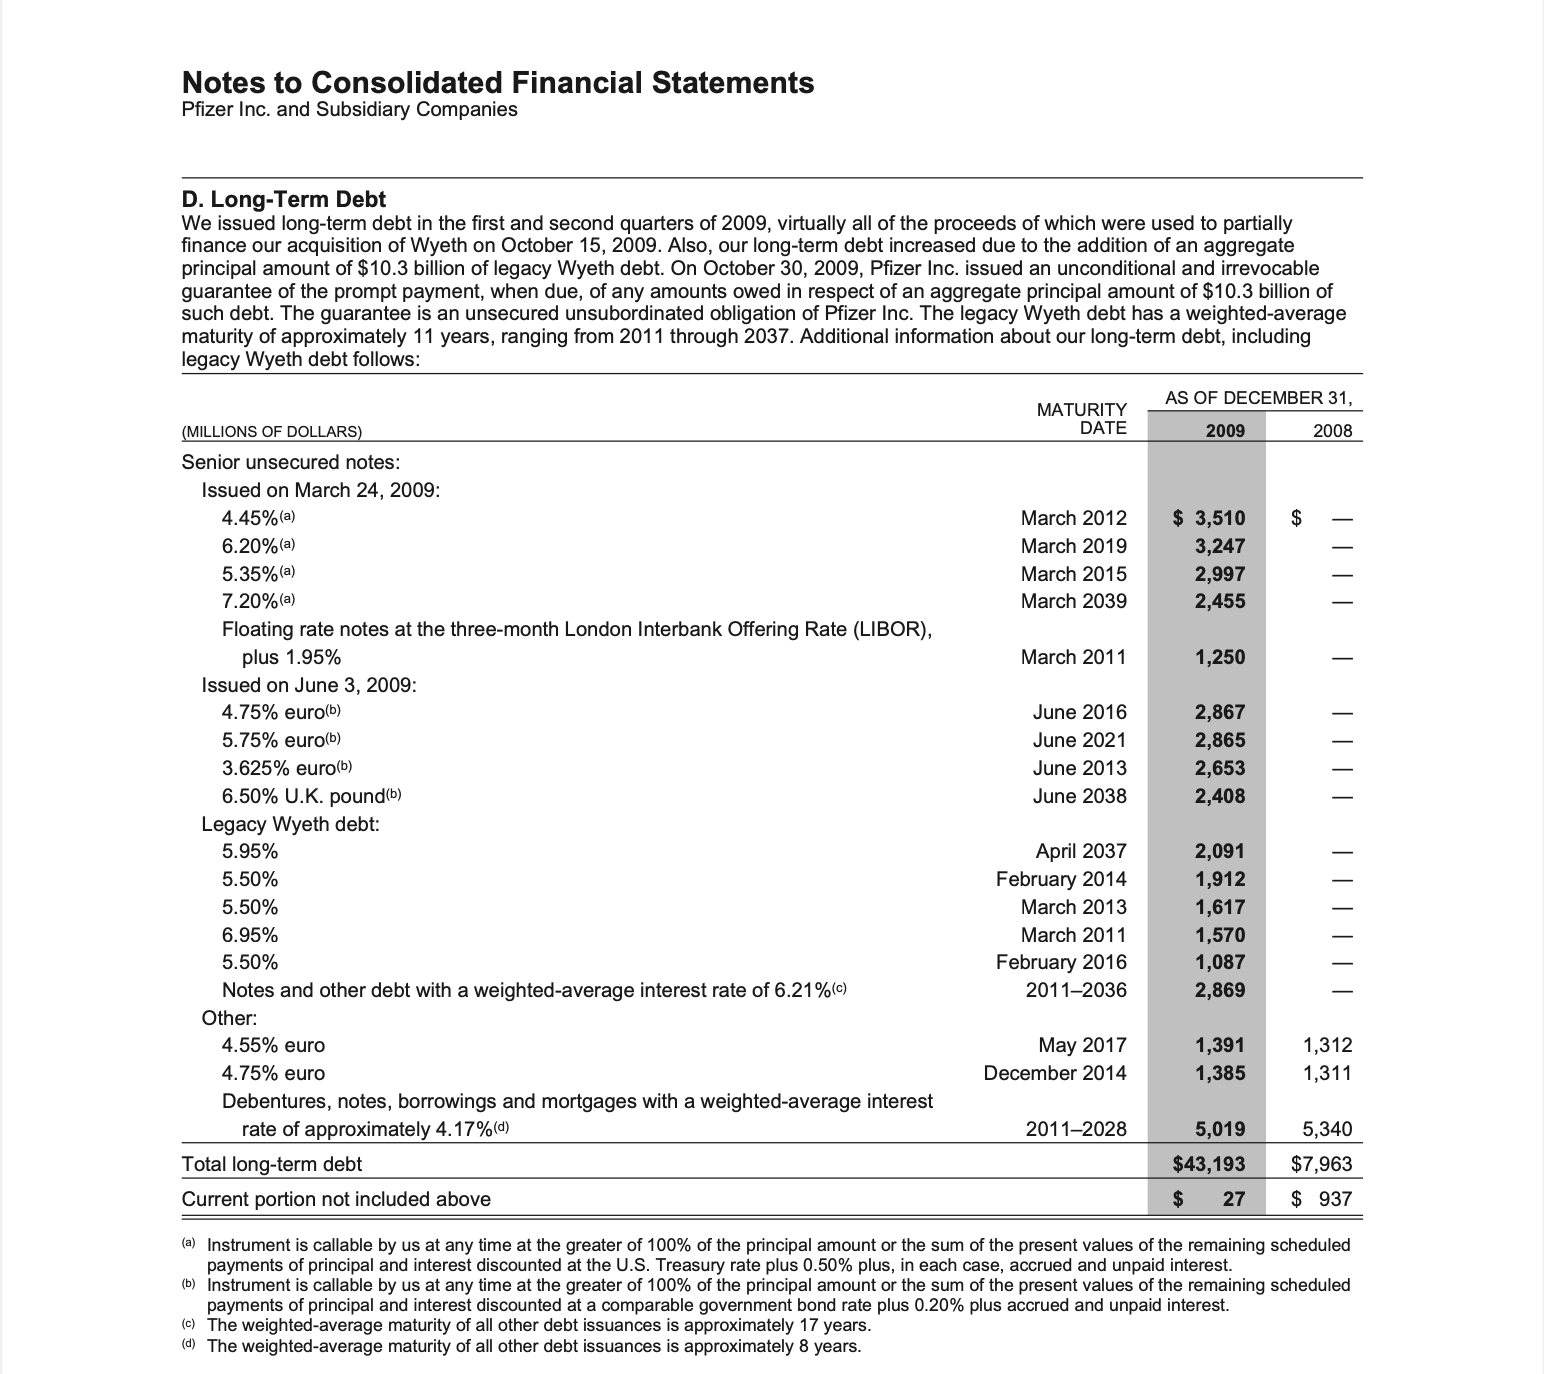 Notes to Consolidated Financial Statements
Pfizer Inc. and Subsidiary Companies
D. Long-Term Debt
We issued long-term debt in the first and second quarters of 2009, virtually all of the proceeds of which were used to partially
finance our acquisition of Wyeth on October 15, 2009. Also, our long-term debt increased due to the addition of an aggregate
principal amount of $10.3 billion of legacy Wyeth debt. On October 30, 2009, Pfizer Inc. issued an unconditional and irrevocable
guarantee of the prompt payment, when due, of any amounts owed in respect of an aggregate principal amount of $10.3 billion of
such debt. The guarantee is an unsecured unsubordinated obligation of Pfizer Inc. The legacy Wyeth debt has a weighted-average
maturity of approximately 11 years, ranging from 2011 through 2037. Additional information about our long-term debt, including
legacy Wyeth debt follows:
AS OF DECEMBER 31,
(MILLIONS OF DOLLARS) MATURITY DATE 2009 2008
Senior unsecured notes:
Issued on March 24, 2009:
4.45%(a) March 2012 $ 3,510 $ —
6.20%(a) March 2019 3,247 —
5.35%(a) March 2015 2,997 —
7.20%(a) March 2039 2,455 —
Floating rate notes at the three-month London Interbank Offering Rate (LIBOR),
plus 1.95% March 2011 1,250 —
Issued on June 3, 2009:
4.75% euro(b) June 2016 2,867 —
5.75% euro(b) June 2021 2,865 —
3.625% euro(b) June 2013 2,653 —
6.50% U.K. pound(b) June 2038 2,408 —
Legacy Wyeth debt:
5.95% April 2037 2,091 —
5.50% February 2014 1,912 —
5.50% March 2013 1,617 —
6.95% March 2011 1,570 —
5.50% February 2016 1,087 —
Notes and other debt with a weighted-average interest rate of 6.21%(c) 2011–2036 2,869 —
Other:
4.55% euro May 2017 1,391 1,312
4.75% euro December 2014 1,385 1,311
Debentures, notes, borrowings and mortgages with a weighted-average interest
rate of approximately 4.17%(d) 2011–2028 5,019 5,340
Total long-term debt $43,193 $7,963
Current portion not included above $ 27 $ 937
(a) Instrument is callable by us at any time at the greater of 100% of the principal amount or the sum of the present values of the remaining scheduled
payments of principal and interest discounted at the U.S. Treasury rate plus 0.50% plus, in each case, accrued and unpaid interest.
(b) Instrument is callable by us at any time at the greater of 100% of the principal amount or the sum of the present values of the remaining scheduled
payments of principal and interest discounted at a comparable government bond rate plus 0.20% plus accrued and unpaid interest.
(c) The weighted-average maturity of all other debt issuances is approximately 17 years.
(d) The weighted-average maturity of all other debt issuances is approximately 8 years.